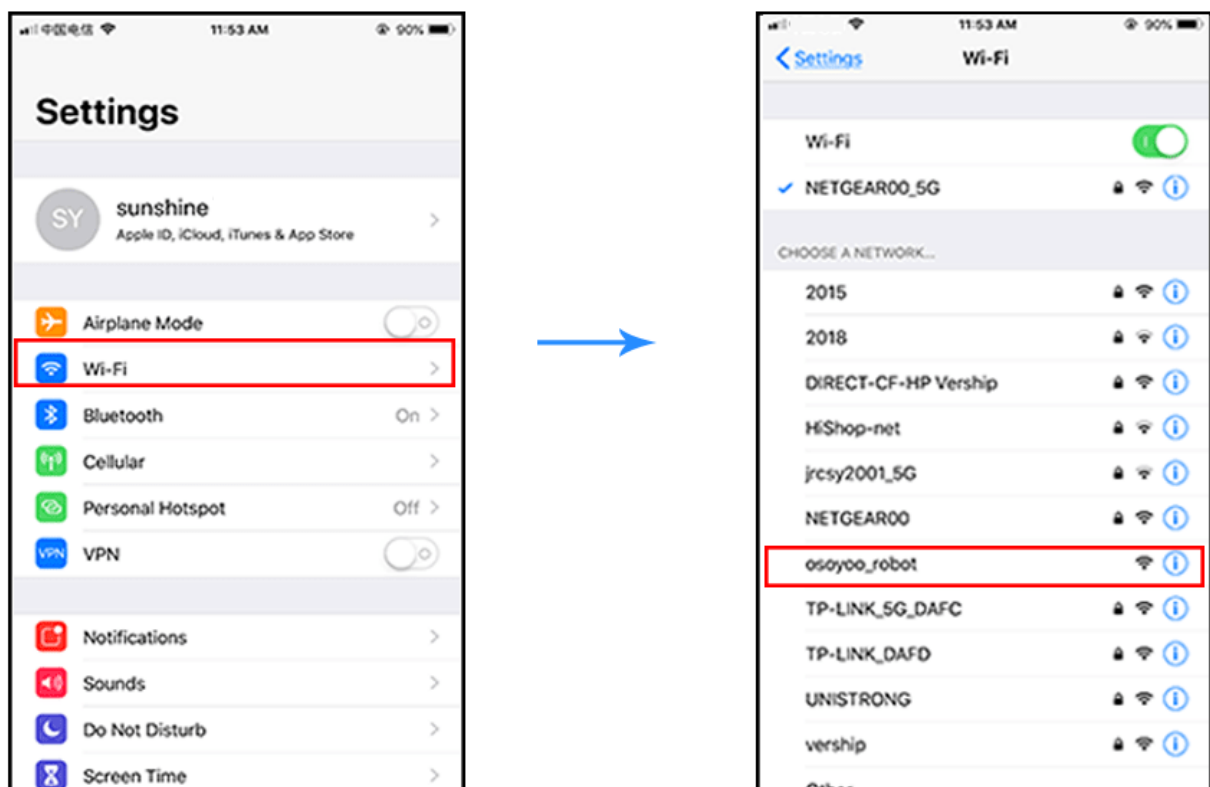 中国电信 11:53 AM 90%
Settings
SY
sunshine
Apple ID, iCloud, iTunes & App Store
Airplane Mode
Wi-Fi
Bluetooth On
Cellular
Personal Hotspot Off
VPN VPN
Notifications
Sounds
Do Not Disturb
Screen Time
11:53 AM 90%
Settings Wi-Fi
Wi-Fi
NETGEAR00_5G
CHOOSE A NETWORK...
2015
2018
DIRECT-CF-HP Vership
HiShop-net
jrcsy2001_5G
NETGEAR00
osoyoo_robot
TP-LINK_5G_DAFC
TP-LINK_DAFD
UNISTRONG
vership